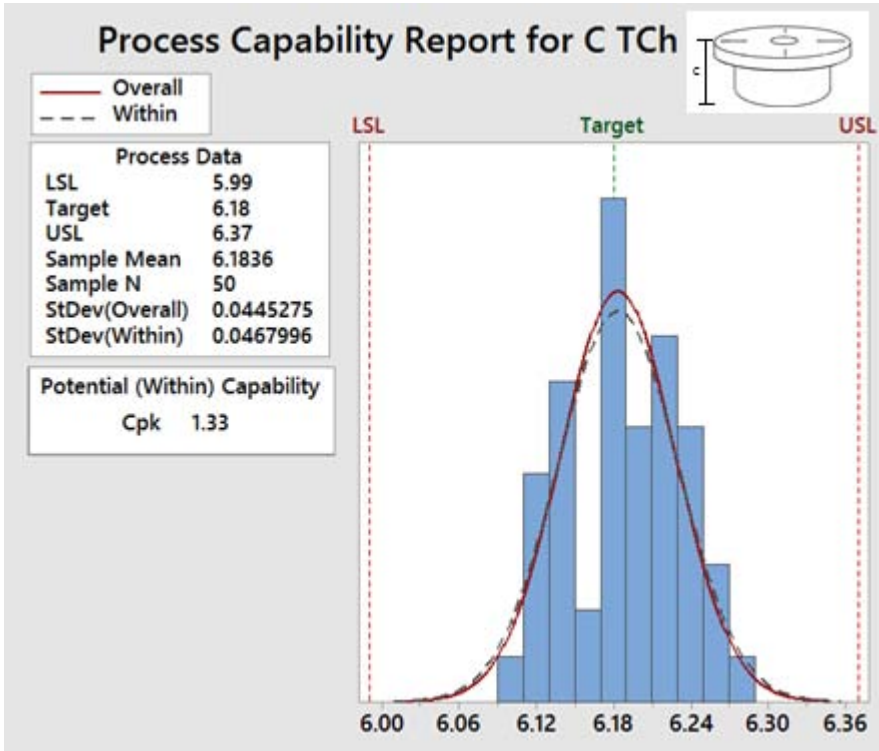 Process Capability Report for C TCh
C
Overall
Within
Process Data
LSL 5.99
Target 6.18
USL 6.37
Sample Mean 6.1836
Sample N 50
StDev(Overall) 0.0445275
StDev(Within) 0.0467996
Potential (Within) Capability
Cpk 1.33
LSL Target USL
6.00 6.06 6.12 6.18 6.24 6.30 6.36